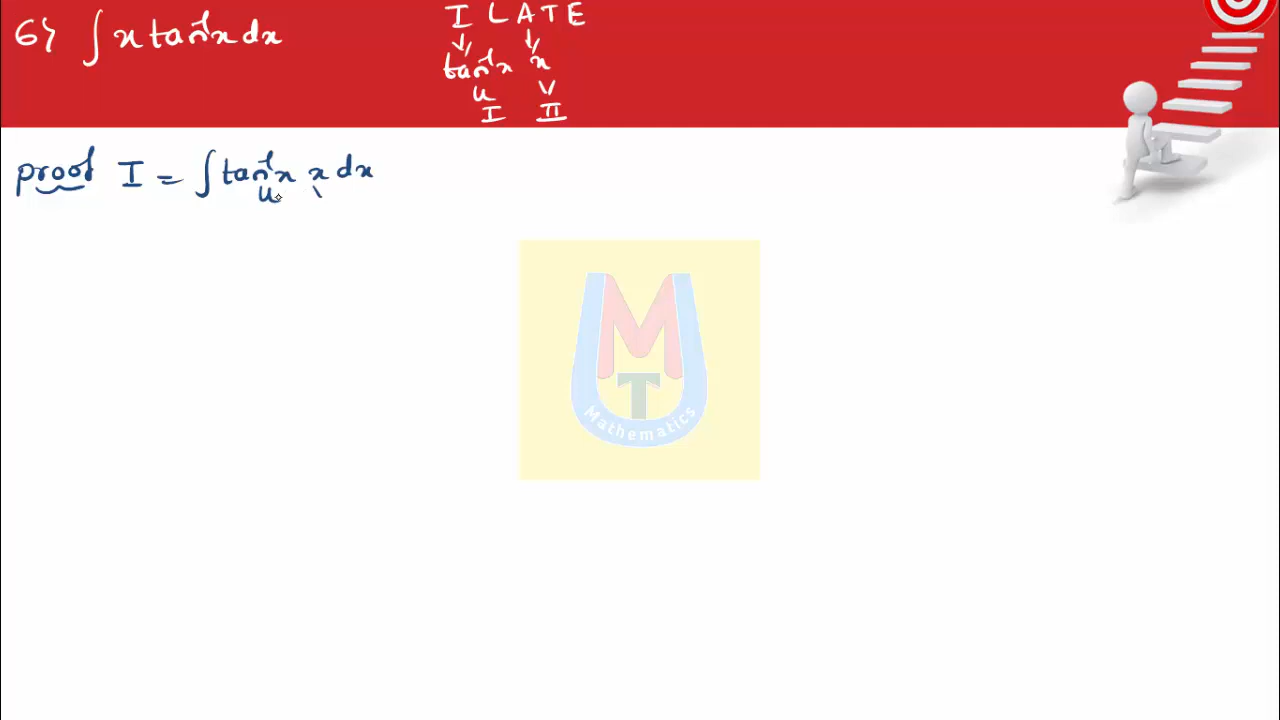 6) ∫ x tan⁻¹x dx
I L A T E
tan⁻¹x x
u v
I II
proof I = ∫ tan⁻¹x x dx
u \
M
T
U
Mathematics